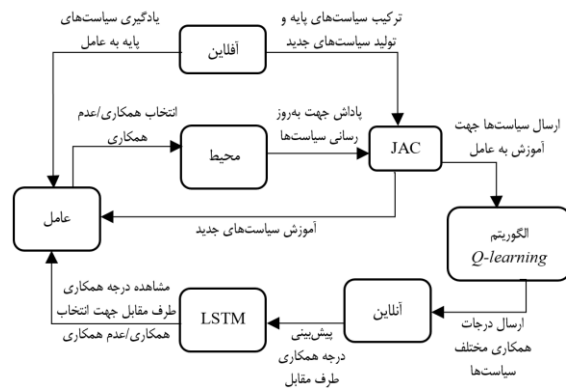 ترکیب سیاست‌های پایه و
تولید سیاست‌های جدید
آفلاین
یادگیری سیاست‌های
پایه به عامل
انتخاب همکاری/عدم
همکاری
محیط
پاداش جهت به‌روز
رسانی سیاست‌ها
JAC
ارسال سیاست‌ها جهت
آموزش به عامل
عامل
آموزش سیاست‌های جدید
الگوریتم
Q-learning
مشاهده درجه همکاری
طرف مقابل جهت انتخاب
همکاری/عدم همکاری
LSTM
پیش‌بینی
درجه همکاری
طرف مقابل
آنلاین
ارسال درجات
همکاری مختلف
سیاست‌ها